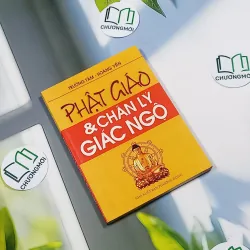 TRƯỜNG TÂM - HOÀNG YẾN
PHẬT GIÁO
& CHÂN LÝ
GIÁC NGỘ
CHUONGMOI
CHUONGMOI
CHUONGMOI